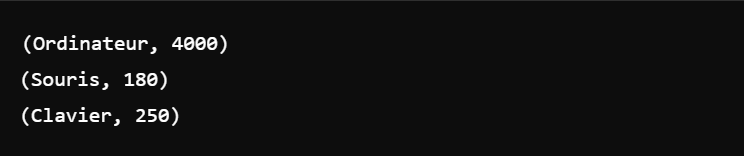 (Ordinateur, 4000)
(Souris, 180)
(Clavier, 250)